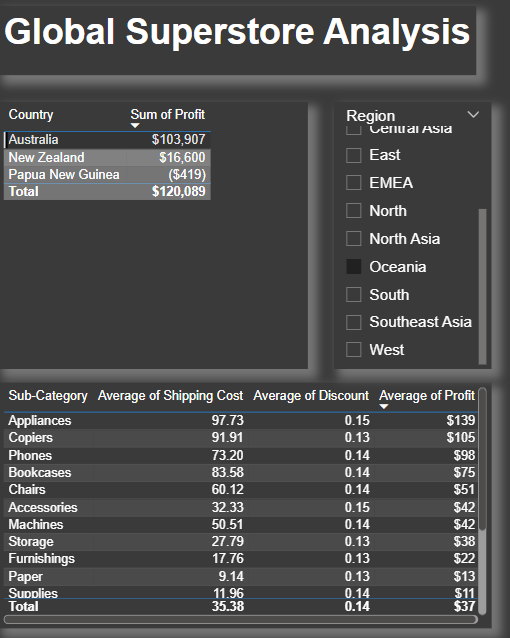 Global Superstore Analysis
Country Sum of Profit
Australia $103,907
New Zealand $16,600
Papua New Guinea ($419)
Total $120,089
Region
Central Asia
East
EMEA
North
North Asia
Oceania
South
Southeast Asia
West
Sub-Category Average of Shipping Cost Average of Discount Average of Profit
Appliances 97.73 0.15 $139
Copiers 91.91 0.13 $105
Phones 73.20 0.14 $98
Bookcases 83.58 0.14 $75
Chairs 60.12 0.14 $51
Accessories 32.33 0.15 $42
Machines 50.51 0.14 $42
Storage 27.79 0.13 $38
Furnishings 17.76 0.13 $22
Paper 9.14 0.13 $13
Supplies 11.96 0.14 $11
Total 35.38 0.14 $37